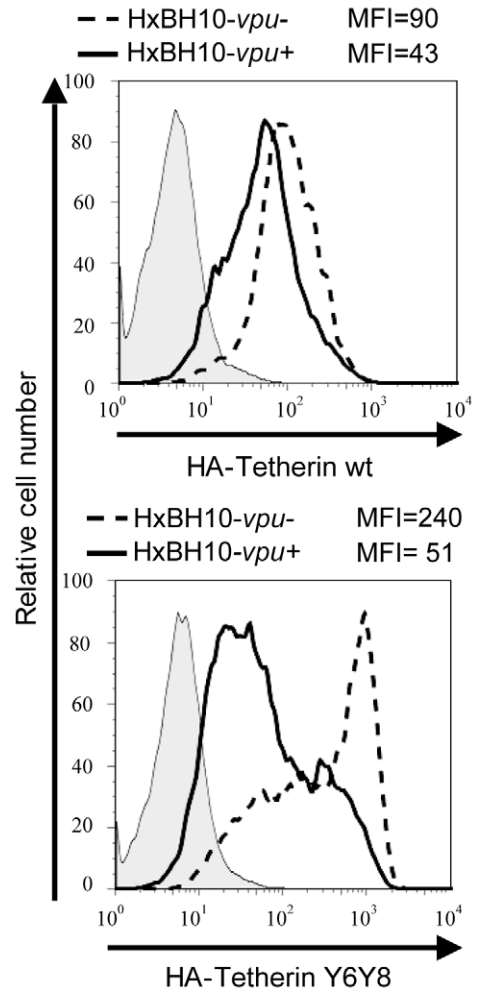 HxBH10-vpu- MFI=90
HxBH10-vpu+ MFI=43
100
80
60
40
20
0
10⁰ 10¹ 10² 10³ 10⁴
HA-Tetherin wt
Relative cell number
HxBH10-vpu- MFI=240
HxBH10-vpu+ MFI= 51
100
80
60
40
20
0
10⁰ 10¹ 10² 10³ 10⁴
HA-Tetherin Y6Y8